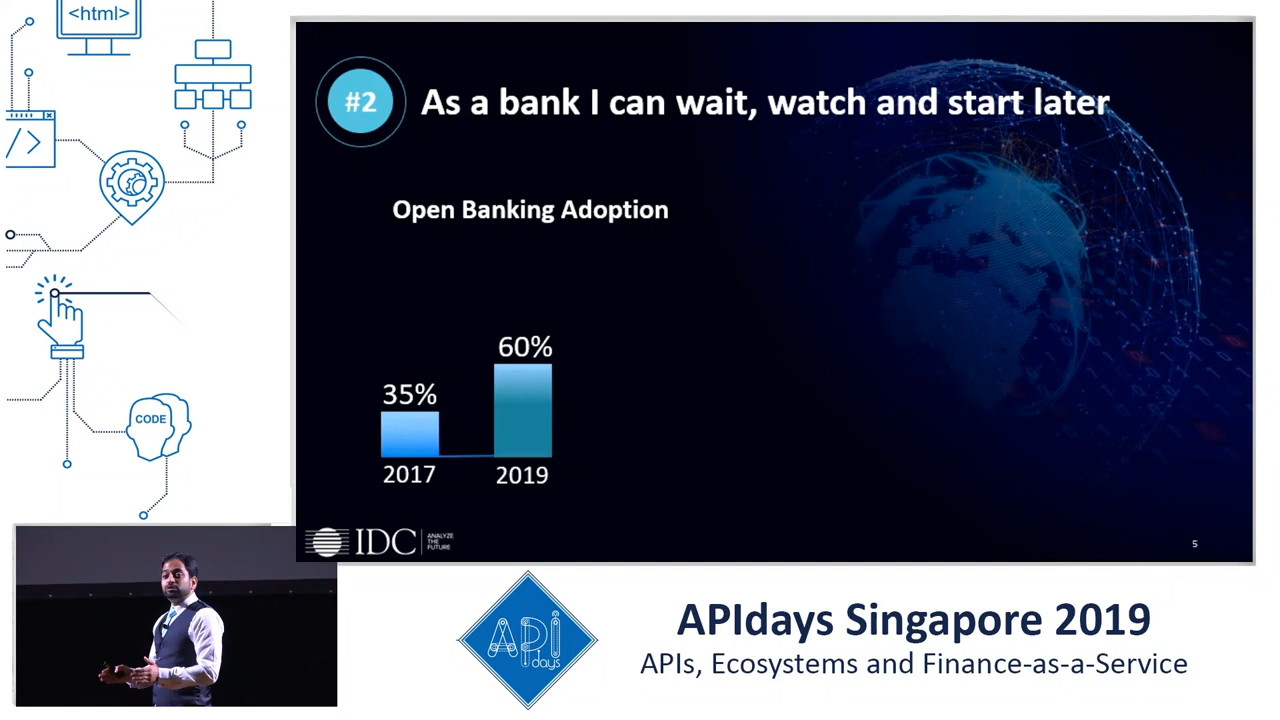 <html>
</>
CODE
#2
As a bank I can wait, watch and start later
Open Banking Adoption
35%
60%
2017
2019
IDC
ANALYZE
THE
FUTURE
5
API
days
APIdays Singapore 2019
APIs, Ecosystems and Finance-as-a-Service